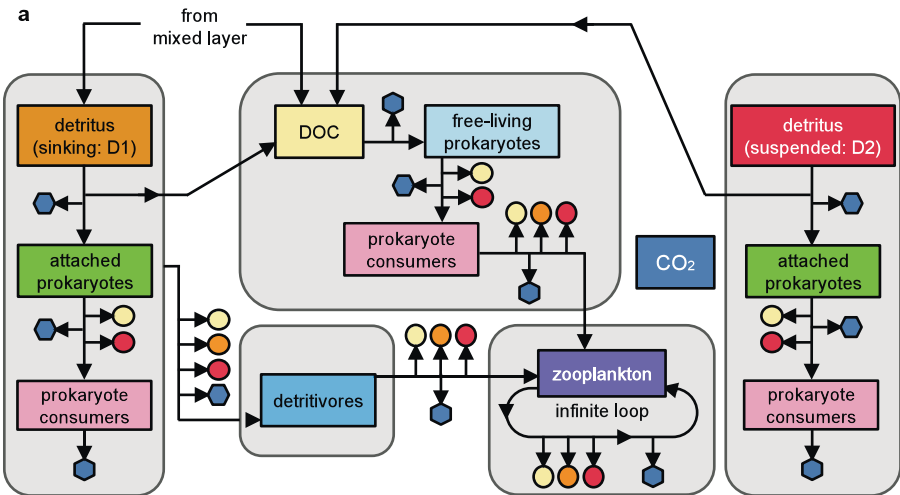 a
from
mixed layer
detritus
(sinking: D1)
DOC
free-living
prokaryotes
detritus
(suspended: D2)
attached
prokaryotes
prokaryote
consumers
CO₂
attached
prokaryotes
prokaryote
consumers
detritivores
zooplankton
infinite loop
prokaryote
consumers